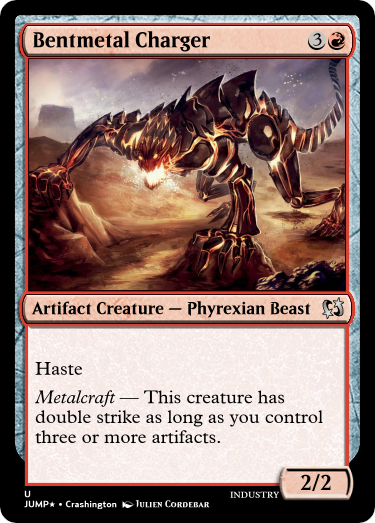 Bentmetal Charger 3
Artifact Creature — Phyrexian Beast
Haste
Metalcraft — This creature has
double strike as long as you control
three or more artifacts.
2/2
U INDUSTRY
JUMP★ • Crashington Julien Cordebar